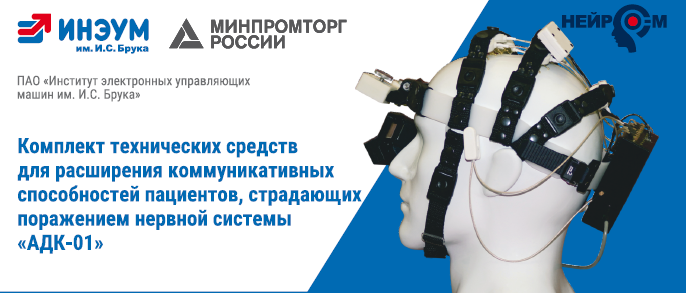 ИНЭУМ
им. И.С. Брука
МИНПРОМТОРГ
РОССИИ
НЕЙРОЭМ
ПАО «Институт электронных управляющих
машин им. И.С. Брука»
Комплект технических средств
для расширения коммуникативных
способностей пациентов, страдающих
поражением нервной системы
«АДК-01»